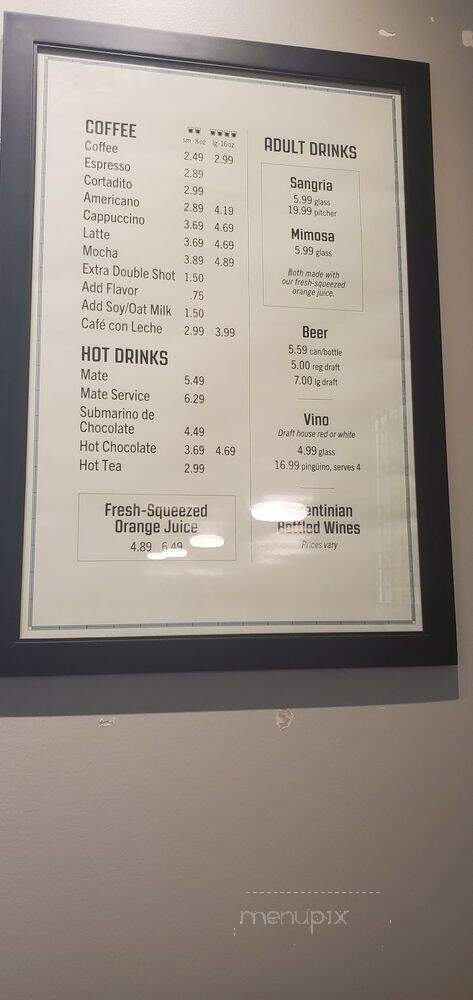 COFFEE
sm - 8oz lg - 16oz
Coffee 2.49 2.99
Espresso 2.89
Cortadito 2.99
Americano 2.89 4.19
Cappuccino 3.69 4.69
Latte 3.69 4.69
Mocha 3.89 4.89
Extra Double Shot 1.50
Add Flavor .75
Add Soy/Oat Milk 1.50
Café con Leche 2.99 3.99
HOT DRINKS
Mate 5.49
Mate Service 6.29
Submarino de
Chocolate 4.49
Hot Chocolate 3.69 4.69
Hot Tea 2.99
Fresh-Squeezed
Orange Juice
4.89 6.49
ADULT DRINKS
Sangria
5.99 glass
19.99 pitcher
Mimosa
5.99 glass
Both made with
our fresh-squeezed
orange juice.
Beer
5.59 can/bottle
5.00 reg draft
7.00 lg draft
Vino
Draft house red or white
4.99 glass
16.99 pingüino, serves 4
Argentinian
Bottled Wines
Prices vary
menupix